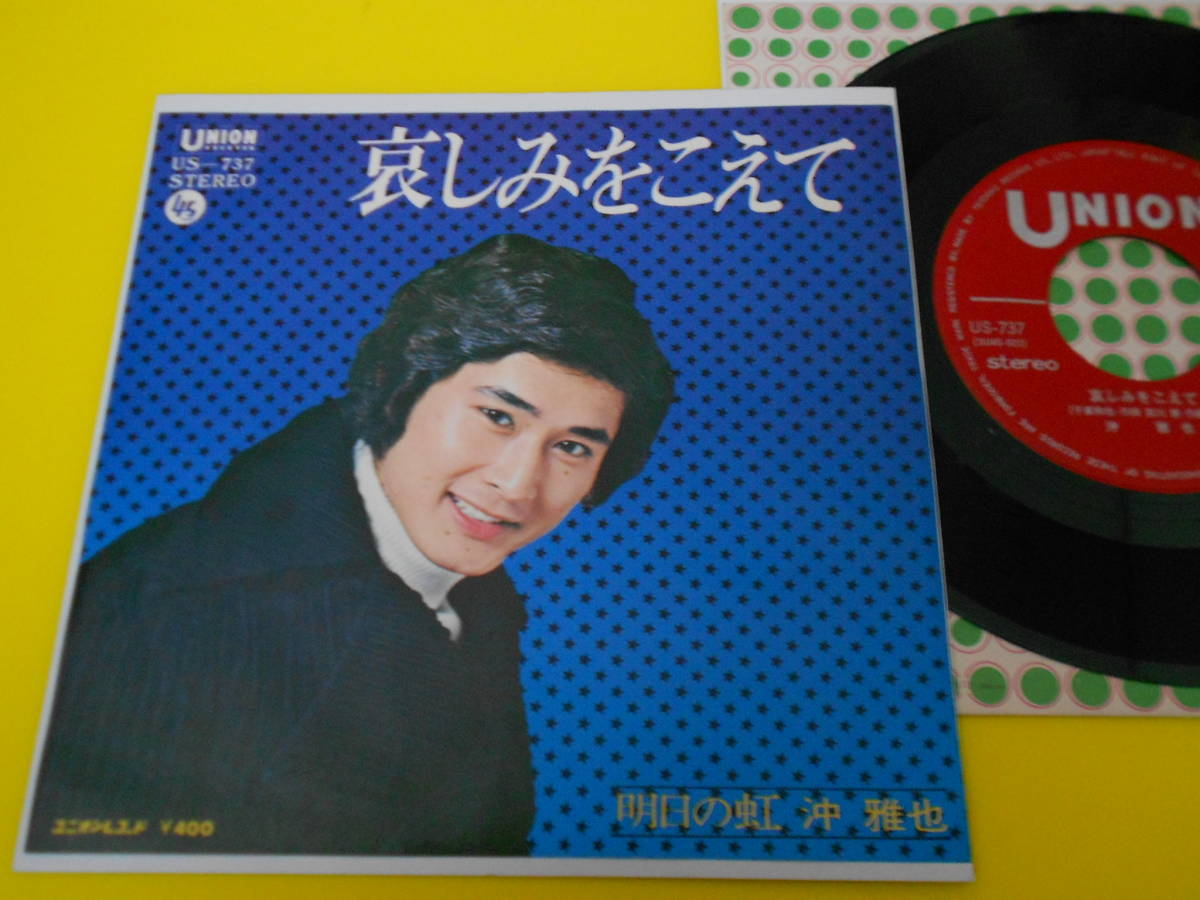 UNION
US-737
STEREO
45
哀しみをこえて
明日の虹 沖 雅也
ユニオンレコード ¥400
UNION
US-737
stereo
哀しみをこえて
沖 雅也